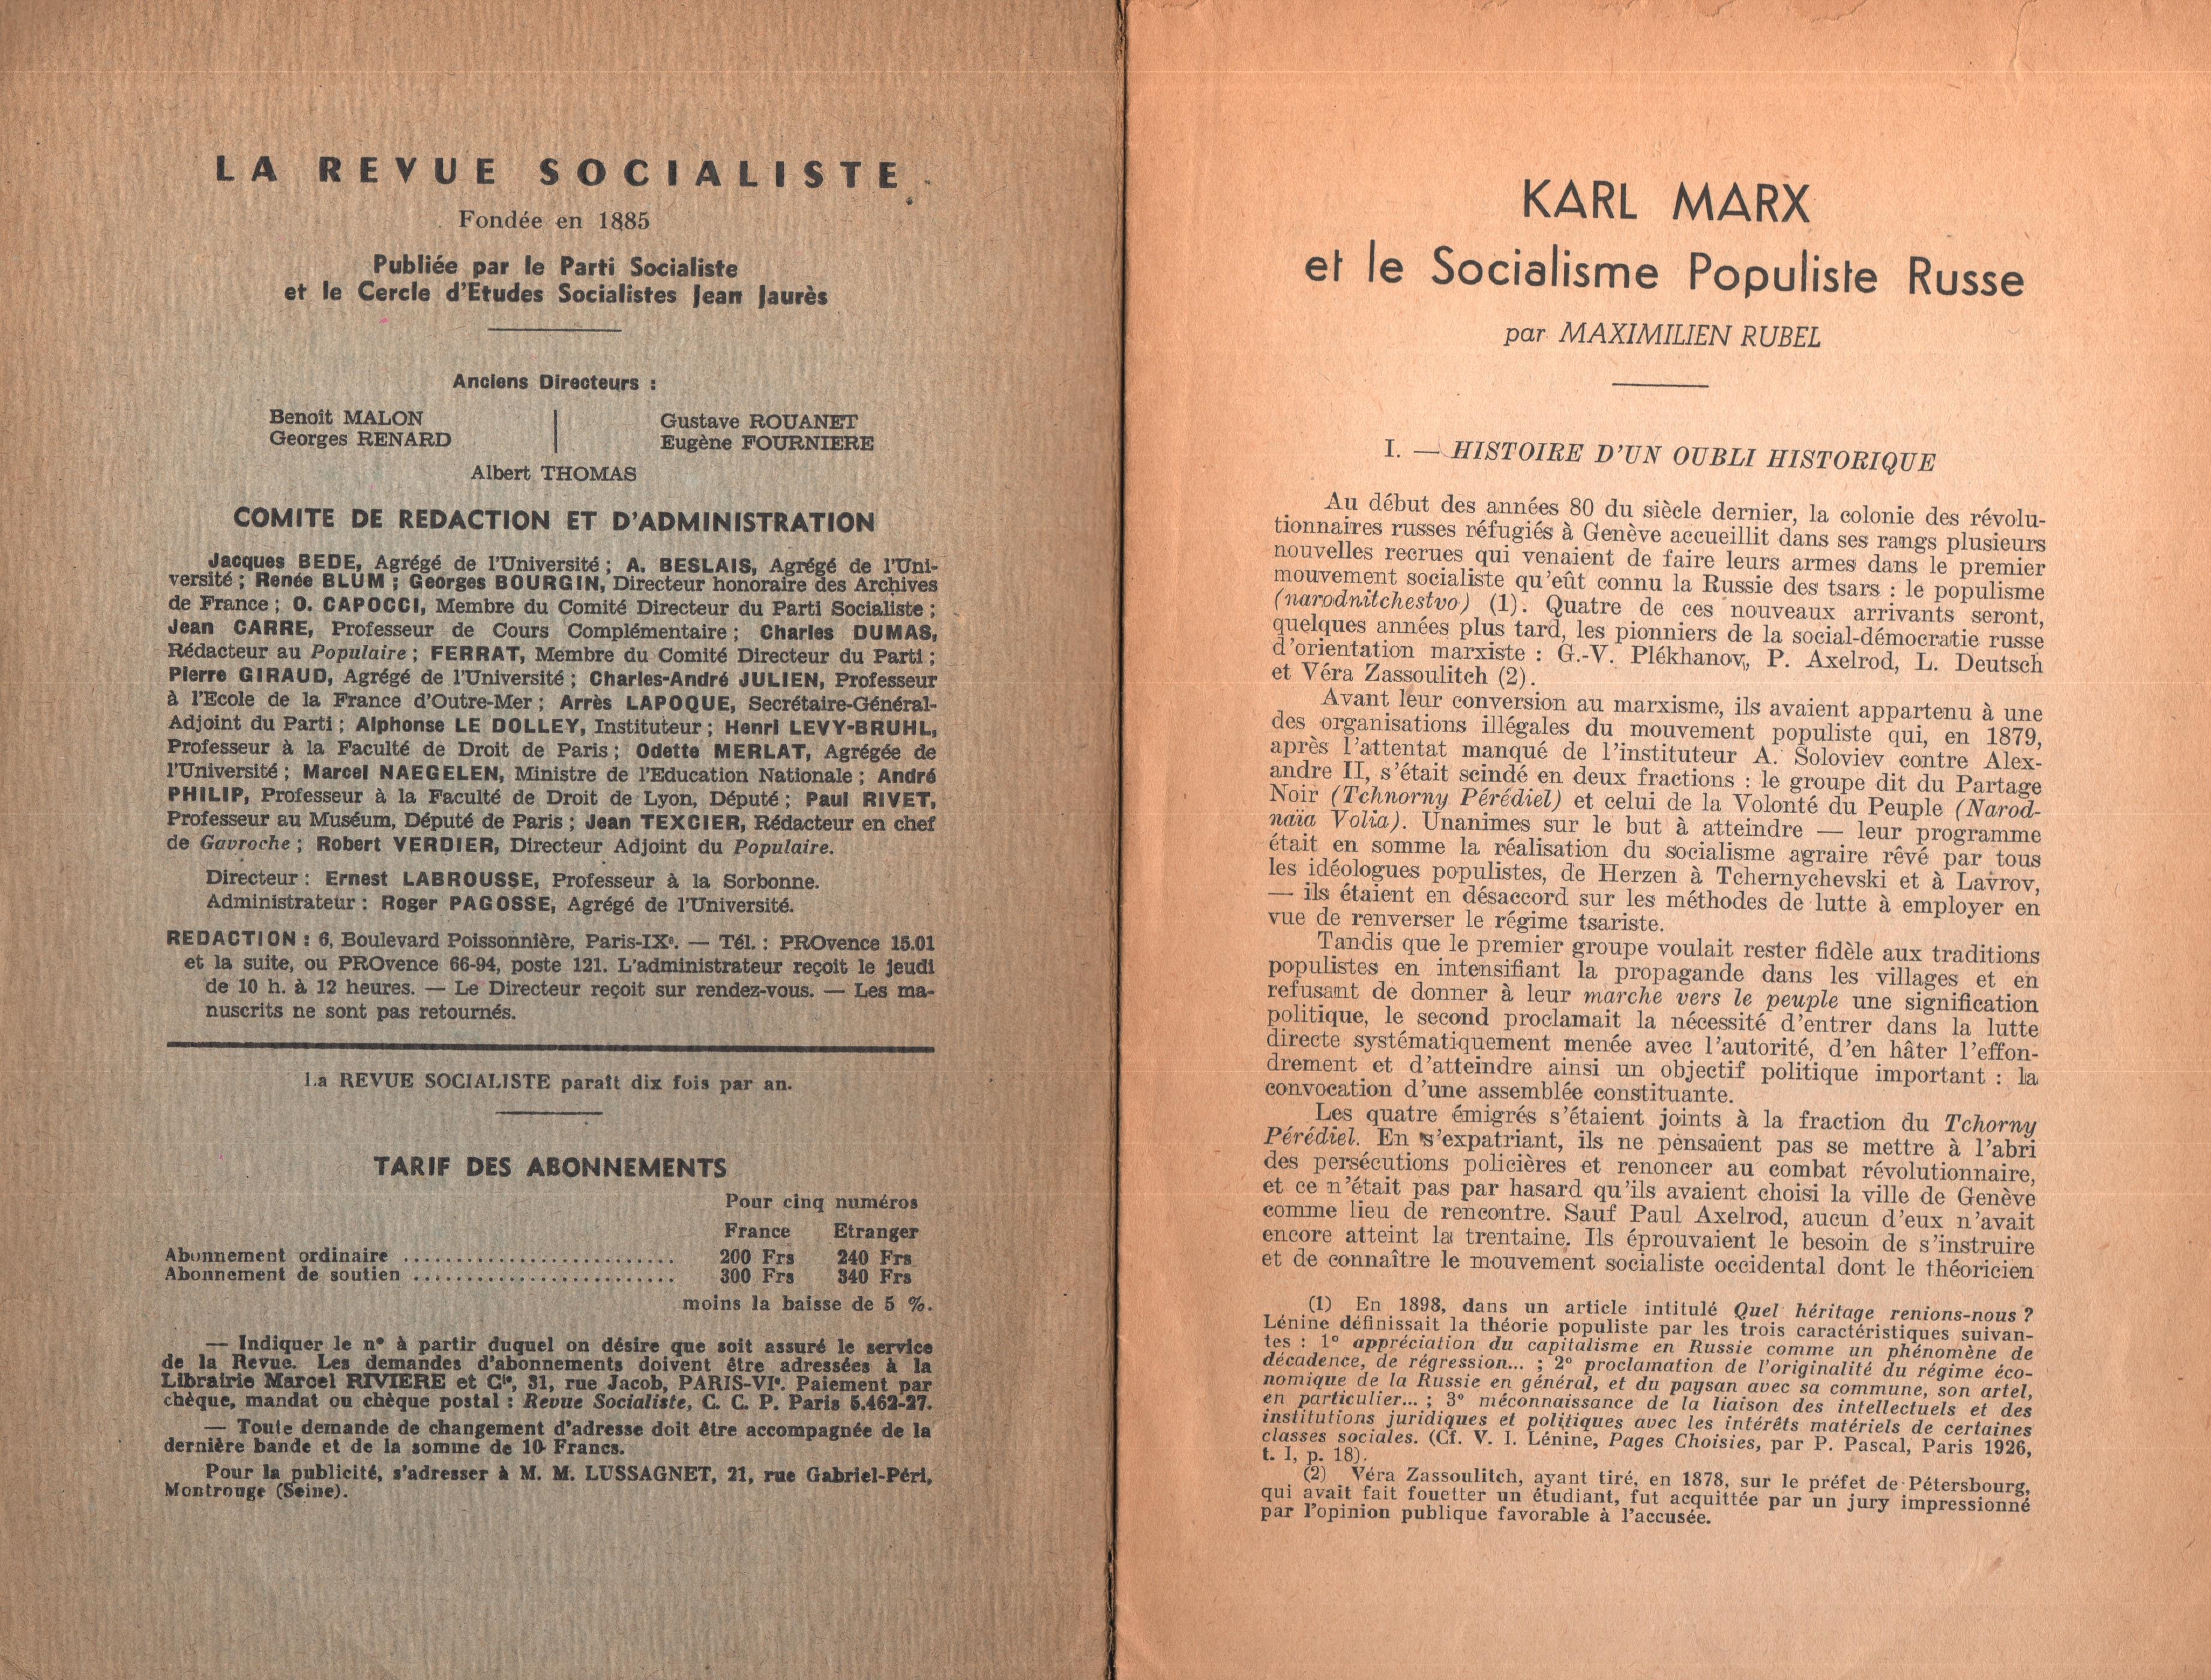 LA REVUE SOCIALISTE
Fondée en 1885
Publiée par le Parti Socialiste
et le Cercle d'Etudes Socialistes Jean Jaurès
Anciens Directeurs :
Benoît MALON
Georges RENARD
Gustave ROUANET
Eugène FOURNIERE
Albert THOMAS
COMITE DE REDACTION ET D'ADMINISTRATION
Jacques BEDE, Agrégé de l'Université ; A. BESLAIS, Agrégé de l'Uni-
versité ; Renée BLUM ; Georges BOURGIN, Directeur honoraire des Archives
de France ; O. CAPOCCI, Membre du Comité Directeur du Parti Socialiste ;
Jean CARRE, Professeur de Cours Complémentaire ; Charles DUMAS,
Rédacteur au Populaire ; FERRAT, Membre du Comité Directeur du Parti ;
Pierre GIRAUD, Agrégé de l'Université ; Charles-André JULIEN, Professeur
à l'Ecole de la France d'Outre-Mer ; Arrès LAPOQUE, Secrétaire-Général-
Adjoint du Parti ; Alphonse LE DOLLEY, Instituteur ; Henri LEVY-BRUHL,
Professeur à la Faculté de Droit de Paris ; Odette MERLAT, Agrégée de
l'Université ; Marcel NAEGELEN, Ministre de l'Education Nationale ; André
PHILIP, Professeur à la Faculté de Droit de Lyon, Député ; Paul RIVET,
Professeur au Muséum, Député de Paris ; Jean TEXCIER, Rédacteur en chef
de Gavroche ; Robert VERDIER, Directeur Adjoint du Populaire.
Directeur : Ernest LABROUSSE, Professeur à la Sorbonne.
Administrateur : Roger PAGOSSE, Agrégé de l'Université.
REDACTION : 6, Boulevard Poissonnière, Paris-IXe. — Tél. : PROvence 15.01
et la suite, ou PROvence 66-94, poste 121. L'administrateur reçoit le jeudi
de 10 h. à 12 heures. — Le Directeur reçoit sur rendez-vous. — Les ma-
nuscrits ne sont pas retournés.
La REVUE SOCIALISTE paraît dix fois par an.
TARIF DES ABONNEMENTS
Pour cinq numéros
France Etranger
Abonnement ordinaire ........................ 200 Frs 240 Frs
Abonnement de soutien ....................... 300 Frs 340 Frs
moins la baisse de 5 %.
— Indiquer le n° à partir duquel on désire que soit assuré le service
de la Revue. Les demandes d'abonnements doivent être adressées à la
Librairie Marcel RIVIERE et Cie, 31, rue Jacob, PARIS-VIe. Paiement par
chèque, mandat ou chèque postal : Revue Socialiste, C. C. P. Paris 5.462-27.
— Toute demande de changement d'adresse doit être accompagnée de la
dernière bande et de la somme de 10 Francs.
Pour la publicité, s'adresser à M. M. LUSSAGNET, 21, rue Gabriel-Péri,
Montrouge (Seine).
KARL MARX
et le Socialisme Populiste Russe
par MAXIMILIEN RUBEL
I. — HISTOIRE D'UN OUBLI HISTORIQUE
Au début des années 80 du siècle dernier, la colonie des révolu-
tionnaires russes réfugiés à Genève accueillit dans ses rangs plusieurs
nouvelles recrues qui venaient de faire leurs armes dans le premier
mouvement socialiste qu'eût connu la Russie des tsars : le populisme
(narodnitchestvo) (1). Quatre de ces nouveaux arrivants seront,
quelques années plus tard, les pionniers de la social-démocratie russe
d'orientation marxiste : G.-V. Plékhanov, P. Axelrod, L. Deutsch
et Véra Zassoulitch (2).
Avant leur conversion au marxisme, ils avaient appartenu à une
des organisations illégales du mouvement populiste qui, en 1879,
après l'attentat manqué de l'instituteur A. Soloviev contre Alex-
andre II, s'était scindé en deux fractions : le groupe dit du Partage
Noir (Tchnorny Pérédiel) et celui de la Volonté du Peuple (Narod-
naïa Volia). Unanimes sur le but à atteindre — leur programme
était en somme la réalisation du socialisme agraire rêvé par tous
les idéologues populistes, de Herzen à Tchernychevski et à Lavrov,
— ils étaient en désaccord sur les méthodes de lutte à employer en
vue de renverser le régime tsariste.
Tandis que le premier groupe voulait rester fidèle aux traditions
populistes en intensifiant la propagande dans les villages et en
refusant de donner à leur marche vers le peuple une signification
politique, le second proclamait la nécessité d'entrer dans la lutte
directe systématiquement menée avec l'autorité, d'en hâter l'effon-
drement et d'atteindre ainsi un objectif politique important : la
convocation d'une assemblée constituante.
Les quatre émigrés s'étaient joints à la fraction du Tchorny
Pérédiel. En s'expatriant, ils ne pensaient pas se mettre à l'abri
des persécutions policières et renoncer au combat révolutionnaire,
et ce n'était pas par hasard qu'ils avaient choisi la ville de Genève
comme lieu de rencontre. Sauf Paul Axelrod, aucun d'eux n'avait
encore atteint la trentaine. Ils éprouvaient le besoin de s'instruire
et de connaître le mouvement socialiste occidental dont le théoricien
(1) En 1898, dans un article intitulé Quel héritage renions-nous ?
Lénine définissait la théorie populiste par les trois caractéristiques suivan-
tes : 1° appréciation du capitalisme en Russie comme un phénomène de
décadence, de régression... ; 2° proclamation de l'originalité du régime éco-
nomique de la Russie en général, et du paysan avec sa commune, son artel,
en particulier... ; 3° méconnaissance de la liaison des intellectuels et des
institutions juridiques et politiques avec les intérêts matériels de certaines
classes sociales. (Cf. V. I. Lénine, Pages Choisies, par P. Pascal, Paris 1926,
t. I, p. 18).
(2) Véra Zassoulitch, ayant tiré, en 1878, sur le préfet de Pétersbourg,
qui avait fait fouetter un étudiant, fut acquittée par un jury impressionné
par l'opinion publique favorable à l'accusée.